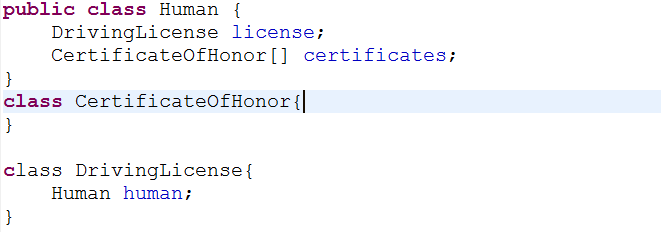 public class Human {
    DrivingLicense license;
    CertificateOfHonor[] certificates;
}
class CertificateOfHonor{
}

class DrivingLicense{
    Human human;
}